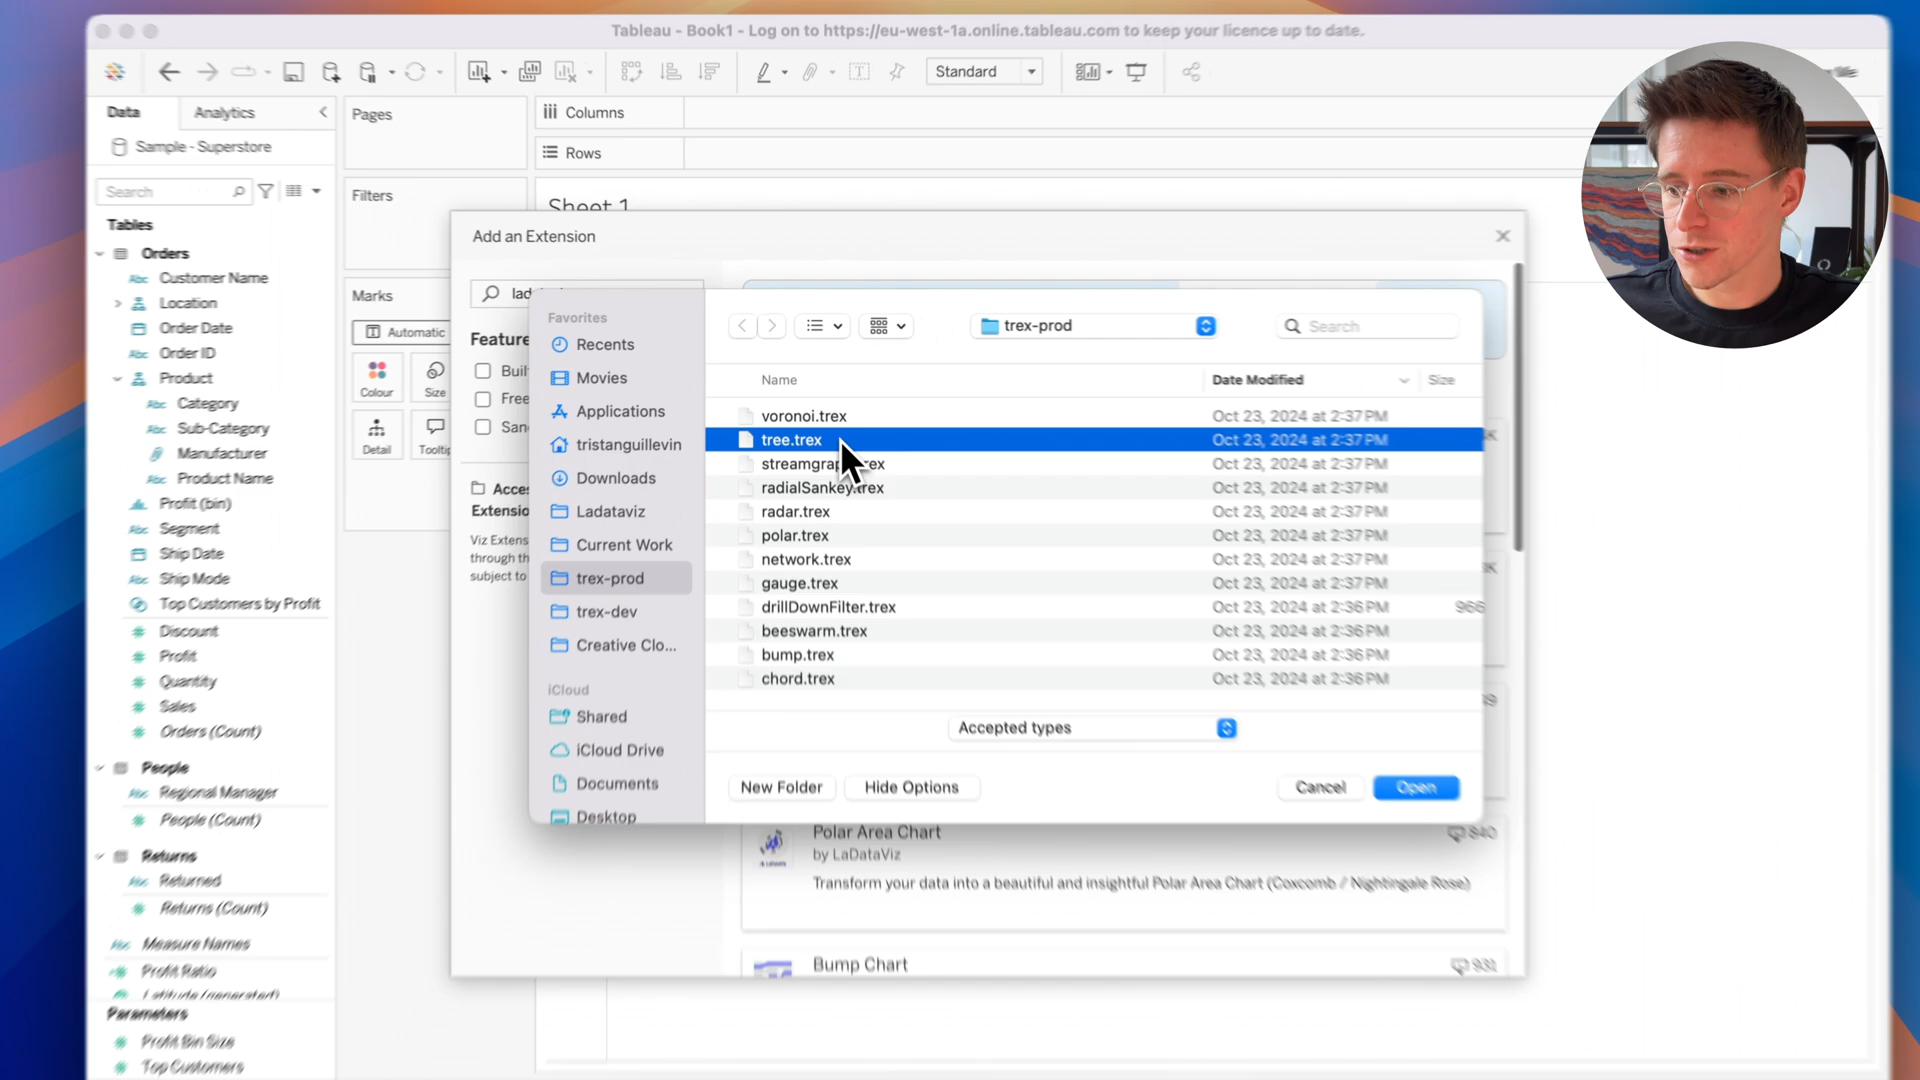 Tableau - Book1 - Log on to https://eu-west-1a.online.tableau.com to keep your licence up to date.
Standard
Data
Analytics
Pages
Columns
Rows
Sample - Superstore
Search
Filters
Sheet 1
Tables
Orders
Customer Name
Location
Order Date
Order ID
Product
Category
Sub-Category
Manufacturer
Product Name
Profit (bin)
Segment
Ship Date
Ship Mode
Top Customers by Profit
Discount
Profit
Quantity
Sales
Orders (Count)
People
Regional Manager
People (Count)
Returns
Returned
Returns (Count)
Measure Names
Profit Ratio
Latitude (generated)
Parameters
Profit Bin Size
Top Customers
Marks
Automatic
Colour
Size
Detail
Add an Extension
Viz Extens
through th
subject to
Favorites
Recents
Movies
Applications
tristanguillevin
Downloads
Ladataviz
Current Work
trex-prod
trex-dev
Creative Clo...
iCloud
Shared
iCloud Drive
Documents
Desktop
trex-prod
Search
Name
Date Modified
Size
voronoi.trex Oct 23, 2024 at 2:37 PM
tree.trex Oct 23, 2024 at 2:37 PM
Oct 23, 2024 at 2:37 PM
radialSankey.trex Oct 23, 2024 at 2:37 PM
radar.trex Oct 23, 2024 at 2:37 PM
polar.trex Oct 23, 2024 at 2:37 PM
network.trex Oct 23, 2024 at 2:37 PM
gauge.trex Oct 23, 2024 at 2:37 PM
drillDownFilter.trex Oct 23, 2024 at 2:36 PM 966
beeswarm.trex Oct 23, 2024 at 2:36 PM
bump.trex Oct 23, 2024 at 2:36 PM
chord.trex Oct 23, 2024 at 2:36 PM
Accepted types
New Folder
Hide Options
Cancel
Open
Polar Area Chart
840
by LaDataViz
Transform your data into a beautiful and insightful Polar Area Chart (Coxcomb / Nightingale Rose)
Bump Chart
931